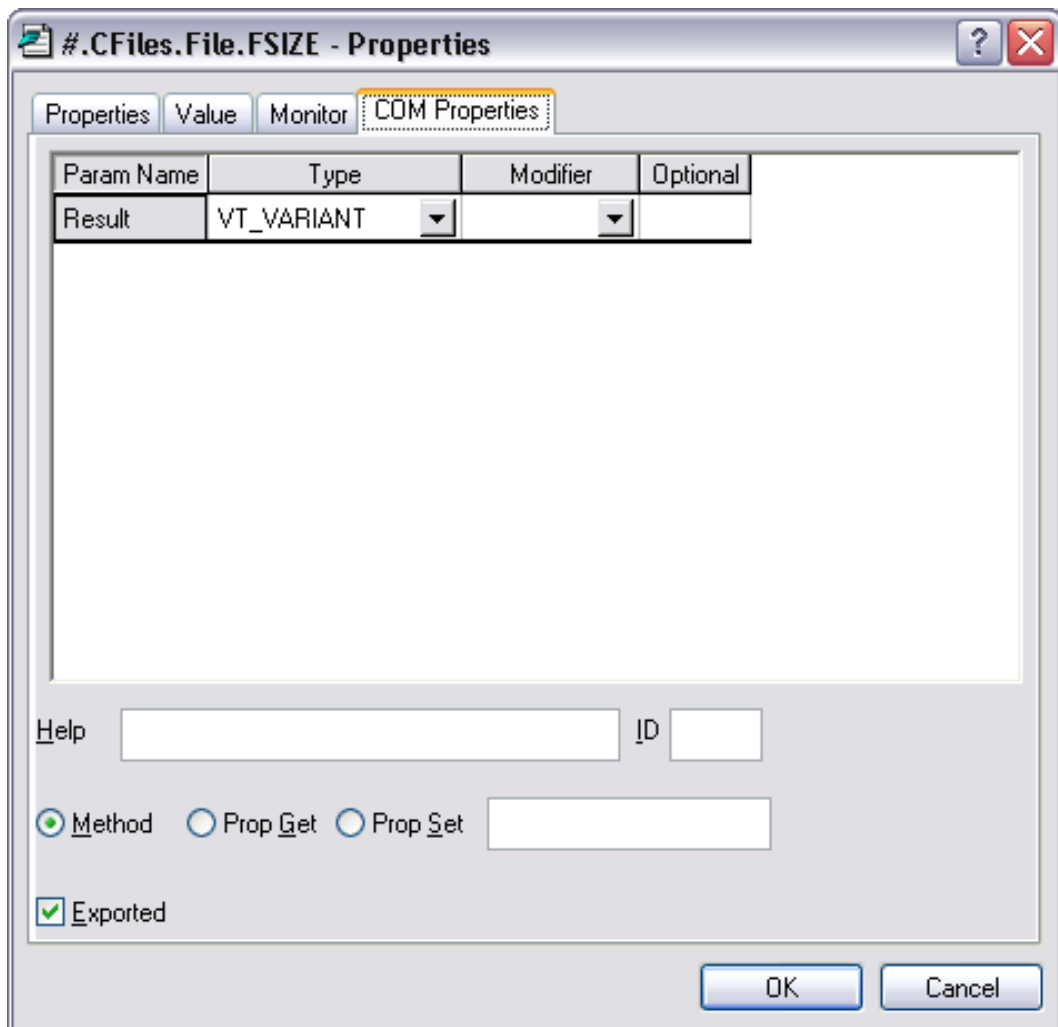 #.CFiles.File.FSIZE - Properties
Properties Value Monitor COM Properties
Param Name Type Modifier Optional
Result VT_VARIANT
Help ID
Method Prop Get Prop Set
Exported
OK Cancel